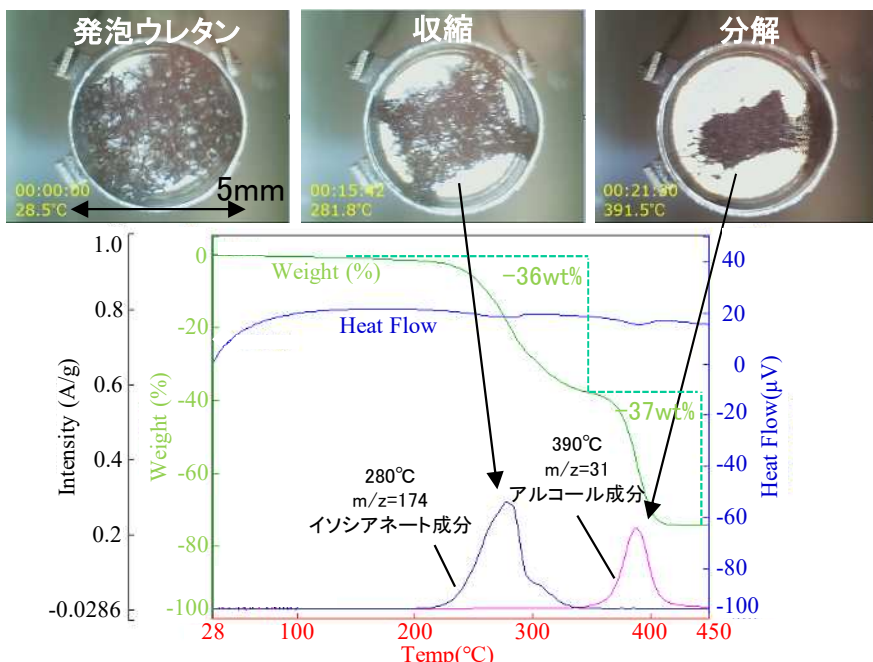 発泡ウレタン
収縮
分解
00:00:00
28.5℃
5mm
00:15:42
281.8℃
00:21:30
391.5℃
1.0
0.8
0.6
0.4
0.2
-0.0286
Intensity (A/g)
0
-20
-40
-60
-80
-100
Weight (%)
Weight (%)
-36wt%
Heat Flow
-37wt%
280℃
m/z=174
イソシアネート成分
390℃
m/z=31
アルコール成分
40
20
0
-20
-40
-60
-80
-100
Heat Flow(μV)
28
100
200
300
400
450
Temp(℃)